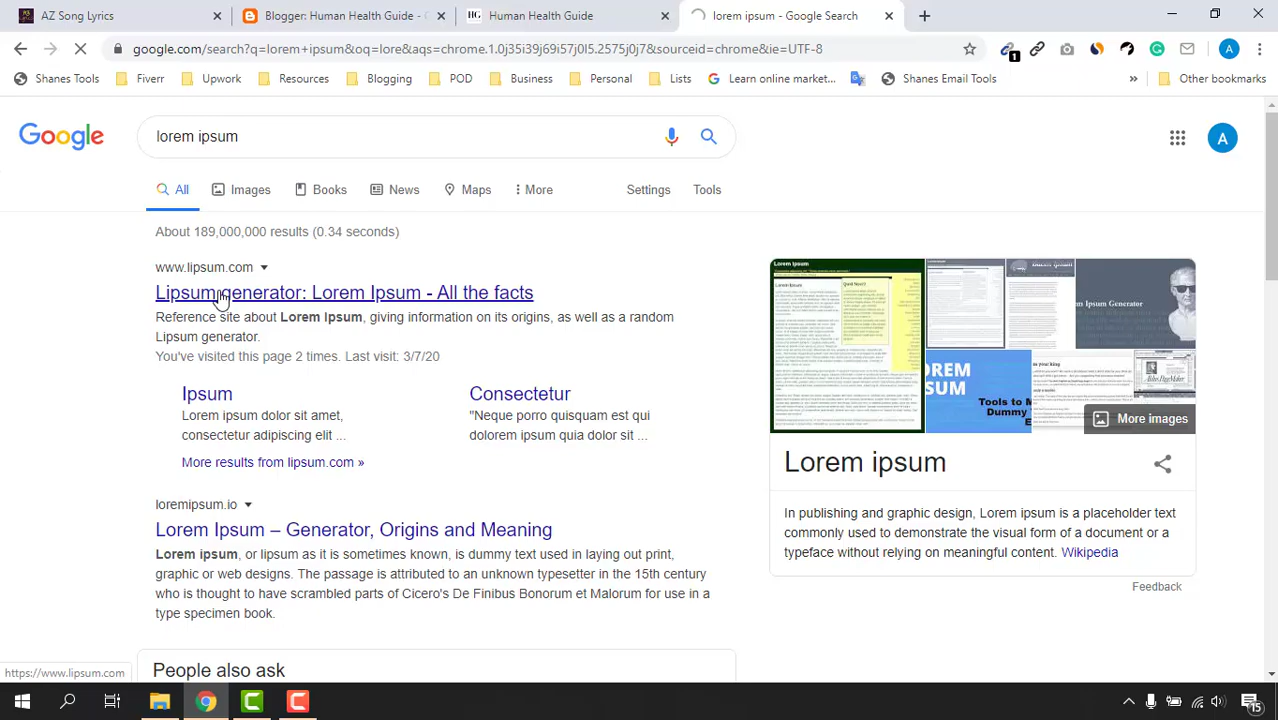 AZ Song Lyrics
Blogger: Human Health Guide -
Human Health Guide
lorem ipsum - Google Search
google.com/search?q=lorem+ipsum&oq=lore&aqs=chrome.1.0j35i39j69i57j0l5.2575j0j7&sourceid=chrome&ie=UTF-8
1
A
Shanes Tools
Fiverr
Upwork
Resources
Blogging
POD
Business
Personal
Lists
Learn online market...
Shanes Email Tools
»
Other bookmarks
Google
lorem ipsum
A
All
Images
Books
News
Maps
More
Settings
Tools
About 189,000,000 results (0.34 seconds)
www.lipsum.com
Generator: Lorem Ipsum - All the facts
site about Lorem Ipsum, giving information on its origins, as well as a random
generator.
visited this page 2 times. Last visit: 3/7/20
Ipsum
Consectetur
Lorem ipsum dolor sit amet,
"Neque porro quisquam est qui
consectetur adipiscing elit ...
dolorem ipsum quia dolor sit ...
More results from lipsum.com »
loremipsum.io
Lorem Ipsum – Generator, Origins and Meaning
Lorem ipsum, or lipsum as it is sometimes known, is dummy text used in laying out print,
graphic or web designs. The passage is attributed to an unknown typesetter in the 15th century
who is thought to have scrambled parts of Cicero's De Finibus Bonorum et Malorum for use in a
type specimen book.
People also ask
Lorem Ipsum
Ipsum Generator
OREM
SUM
Tools to M
Dummy
E
More images
Lorem ipsum
In publishing and graphic design, Lorem ipsum is a placeholder text
commonly used to demonstrate the visual form of a document or a
typeface without relying on meaningful content. Wikipedia
Feedback
https://www.lipsum.com
15